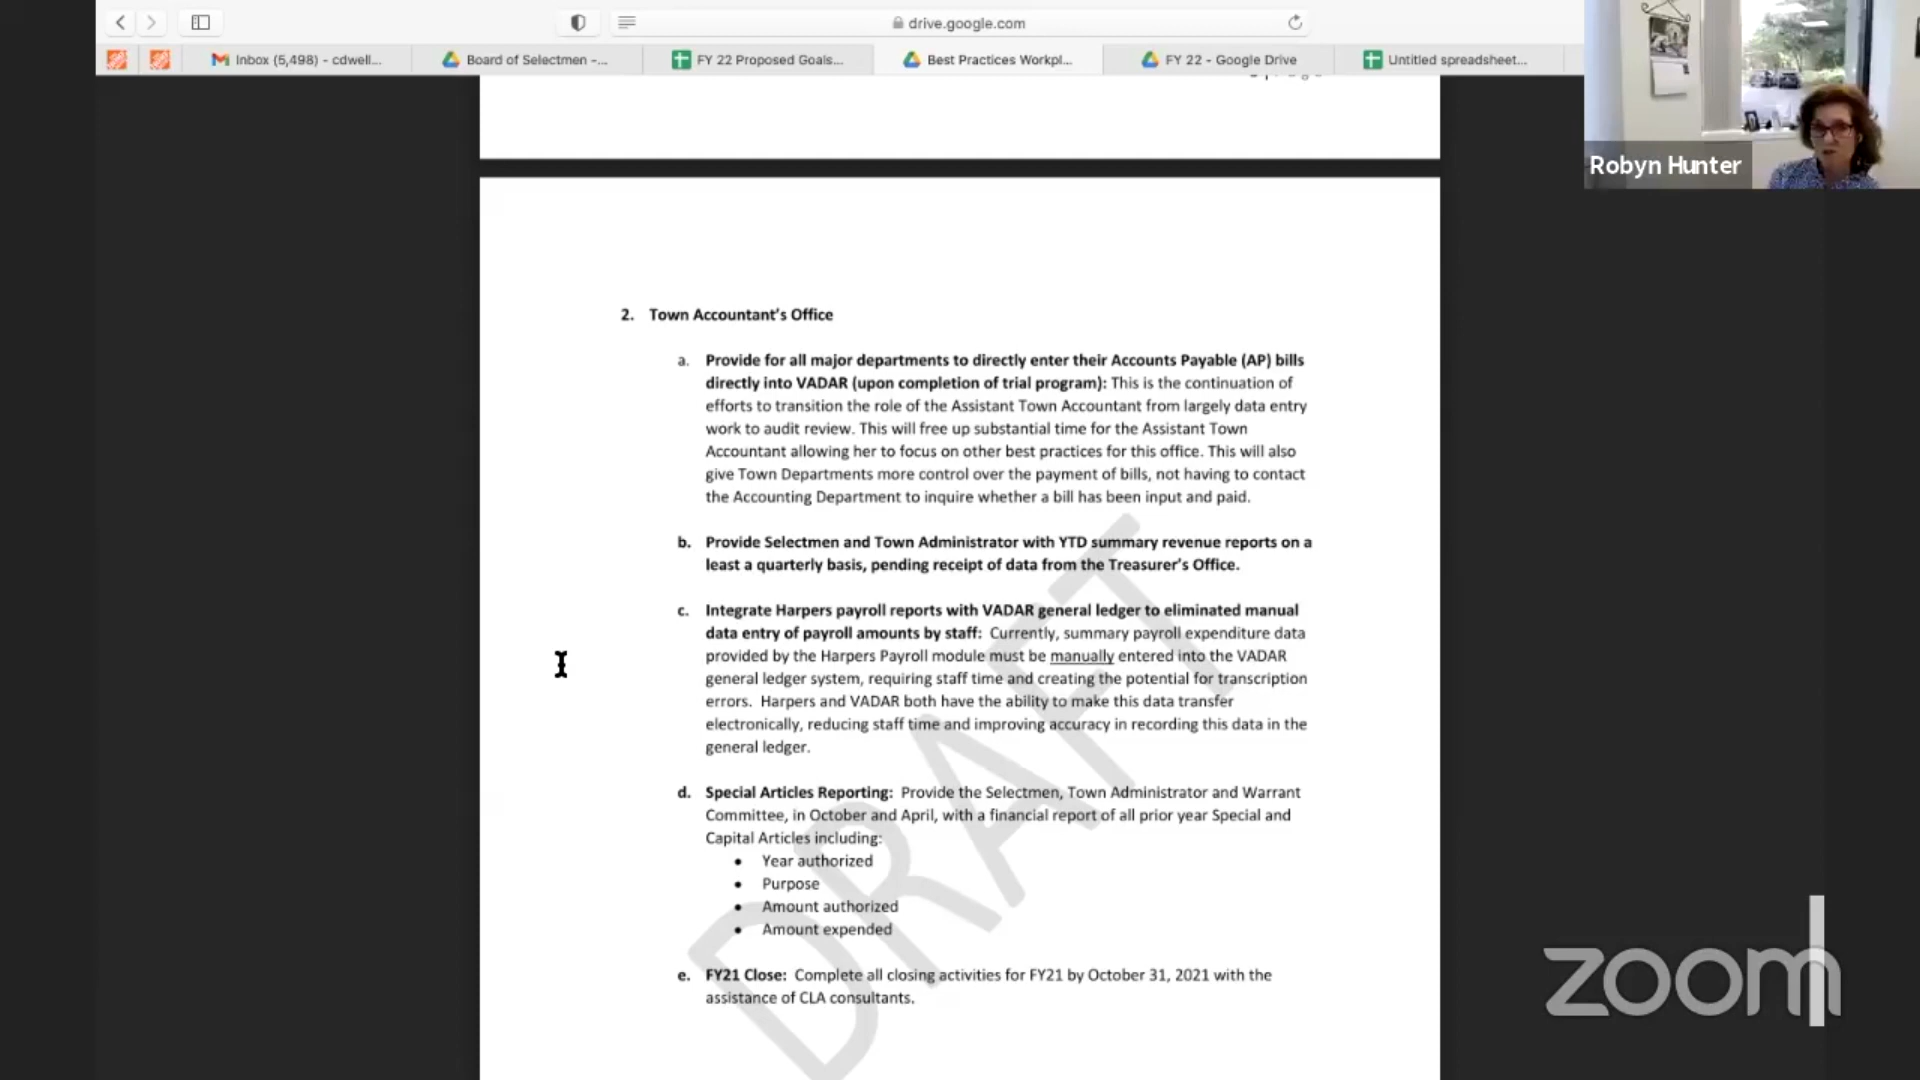 drive.google.com
Inbox (5,498) - cdwell...
Board of Selectmen -...
FY 22 Proposed Goals...
Best Practices Workpl...
FY 22 - Google Drive
Untitled spreadsheet...
Robyn Hunter
2. Town Accountant's Office
a. Provide for all major departments to directly enter their Accounts Payable (AP) bills
directly into VADAR (upon completion of trial program): This is the continuation of
efforts to transition the role of the Assistant Town Accountant from largely data entry
work to audit review. This will free up substantial time for the Assistant Town
Accountant allowing her to focus on other best practices for this office. This will also
give Town Departments more control over the payment of bills, not having to contact
the Accounting Department to inquire whether a bill has been input and paid.
b. Provide Selectmen and Town Administrator with YTD summary revenue reports on a
least a quarterly basis, pending receipt of data from the Treasurer's Office.
c. Integrate Harpers payroll reports with VADAR general ledger to eliminated manual
data entry of payroll amounts by staff: Currently, summary payroll expenditure data
provided by the Harpers Payroll module must be manually entered into the VADAR
general ledger system, requiring staff time and creating the potential for transcription
errors. Harpers and VADAR both have the ability to make this data transfer
electronically, reducing staff time and improving accuracy in recording this data in the
general ledger.
d. Special Articles Reporting: Provide the Selectmen, Town Administrator and Warrant
Committee, in October and April, with a financial report of all prior year Special and
Capital Articles including:
• Year authorized
• Purpose
• Amount authorized
• Amount expended
e. FY21 Close: Complete all closing activities for FY21 by October 31, 2021 with the
assistance of CLA consultants.
DRAFT
zoom